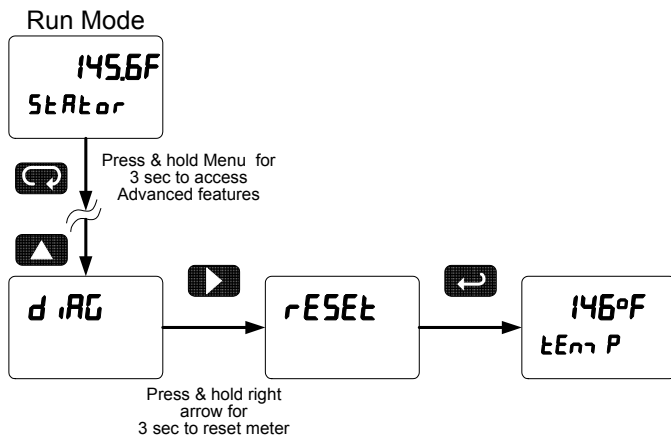 Run Mode
145.6F
StAtor
Press & hold Menu for
3 sec to access
Advanced features
diAG
rESEt
146°F
tEmP
Press & hold right
arrow for
3 sec to reset meter